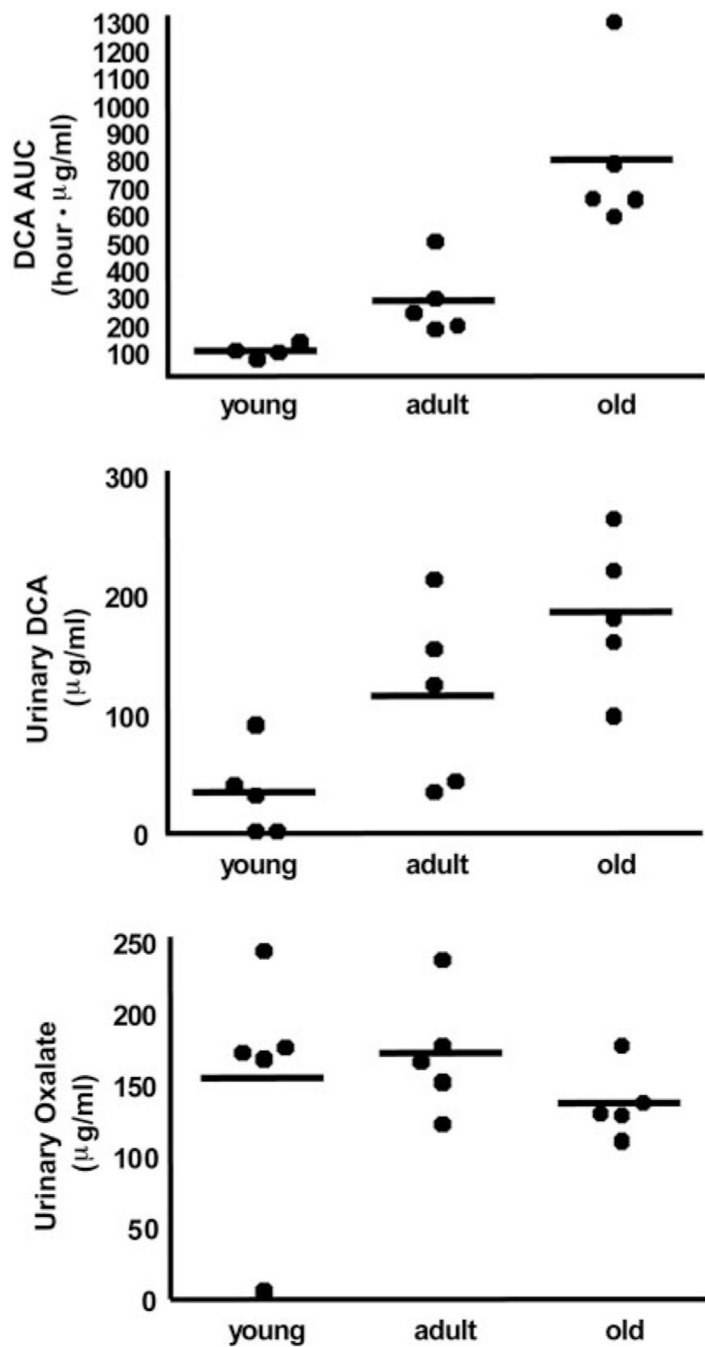 DCA AUC
(hour · μg/ml)
1300
1200
1100
1000
900
800
700
600
500
400
300
200
100
young adult old
Urinary DCA
(μg/ml)
300
200
100
0
young adult old
Urinary Oxalate
(μg/ml)
250
200
150
100
50
0
young adult old